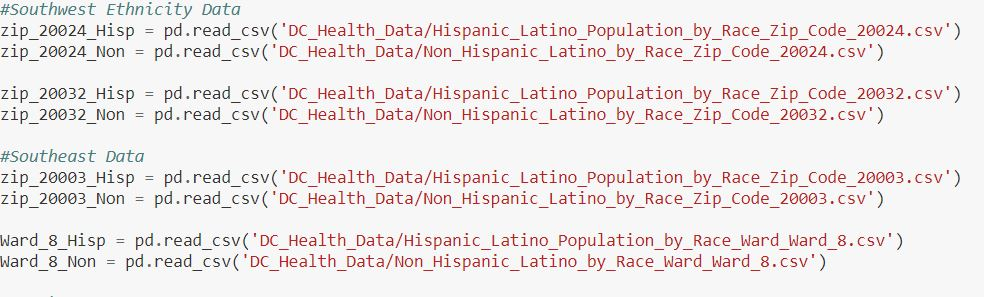 #Southwest Ethnicity Data
zip_20024_Hisp = pd.read_csv('DC_Health_Data/Hispanic_Latino_Population_by_Race_Zip_Code_20024.csv')
zip_20024_Non = pd.read_csv('DC_Health_Data/Non_Hispanic_Latino_by_Race_Zip_Code_20024.csv')
zip_20032_Hisp = pd.read_csv('DC_Health_Data/Hispanic_Latino_Population_by_Race_Zip_Code_20032.csv')
zip_20032_Non = pd.read_csv('DC_Health_Data/Non_Hispanic_Latino_by_Race_Zip_Code_20032.csv')
#Southeast Data
zip_20003_Hisp = pd.read_csv('DC_Health_Data/Hispanic_Latino_Population_by_Race_Zip_Code_20003.csv')
zip_20003_Non = pd.read_csv('DC_Health_Data/Non_Hispanic_Latino_by_Race_Zip_Code_20003.csv')
Ward_8_Hisp = pd.read_csv('DC_Health_Data/Hispanic_Latino_Population_by_Race_Ward_Ward_8.csv')
Ward_8_Non = pd.read_csv('DC_Health_Data/Non_Hispanic_Latino_by_Race_Ward_Ward_8.csv')